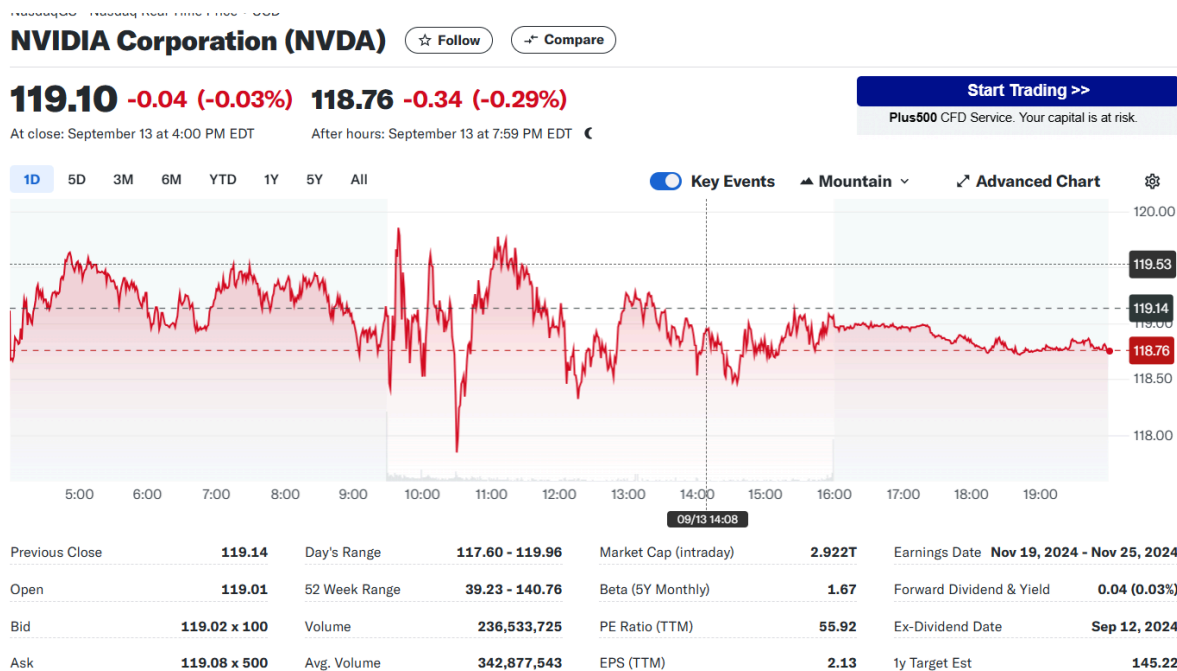 NasdaqGS - Nasdaq Real Time Price • USD
NVIDIA Corporation (NVDA)
Follow
Compare
119.10 -0.04 (-0.03%) 118.76 -0.34 (-0.29%)
At close: September 13 at 4:00 PM EDT
After hours: September 13 at 7:59 PM EDT
Start Trading >>
Plus500 CFD Service. Your capital is at risk.
1D 5D 3M 6M YTD 1Y 5Y All
Key Events Mountain Advanced Chart
120.00
119.53
119.14
119.00
118.76
118.50
118.00
5:00 6:00 7:00 8:00 9:00 10:00 11:00 12:00 13:00 14:00 15:00 16:00 17:00 18:00 19:00
09/13 14:08
Previous Close 119.14 Day's Range 117.60 - 119.96 Market Cap (intraday) 2.922T Earnings Date Nov 19, 2024 - Nov 25, 2024
Open 119.01 52 Week Range 39.23 - 140.76 Beta (5Y Monthly) 1.67 Forward Dividend & Yield 0.04 (0.03%)
Bid 119.02 x 100 Volume 236,533,725 PE Ratio (TTM) 55.92 Ex-Dividend Date Sep 12, 2024
Ask 119.08 x 500 Avg. Volume 342,877,543 EPS (TTM) 2.13 1y Target Est 145.22